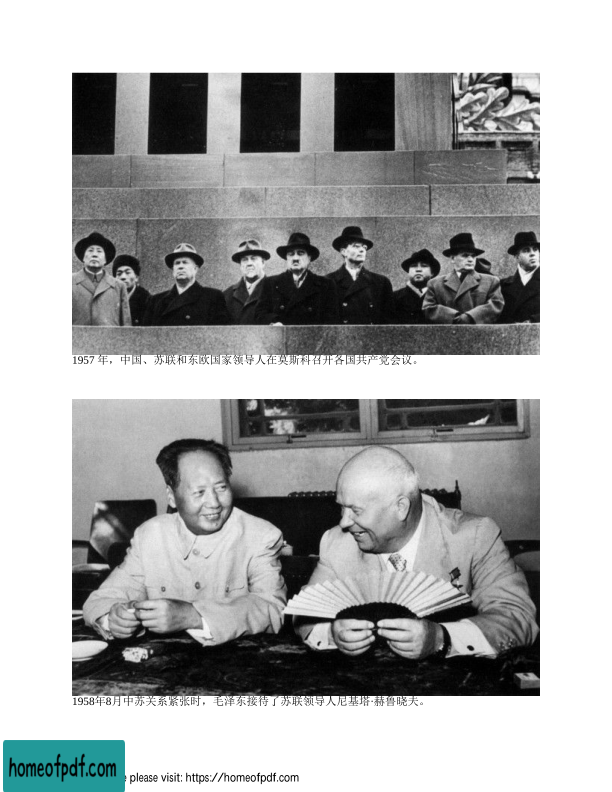 1957 年，中国、苏联和东欧国家领导人在莫斯科召开各国共产党会议。
1958年8月中苏关系紧张时，毛泽东接待了苏联领导人尼基塔·赫鲁晓夫。
homeofpdf.com
please visit: https://homeofpdf.com